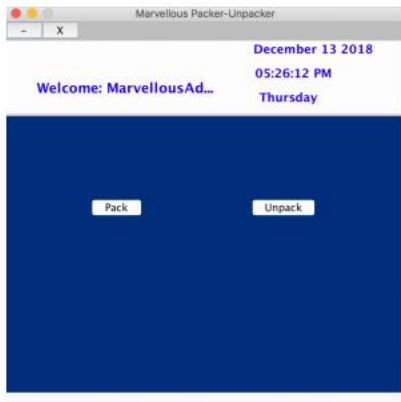 Marvellous Packer-Unpacker
- X
December 13 2018
05:26:12 PM
Welcome: MarvellousAd...
Thursday
Pack Unpack